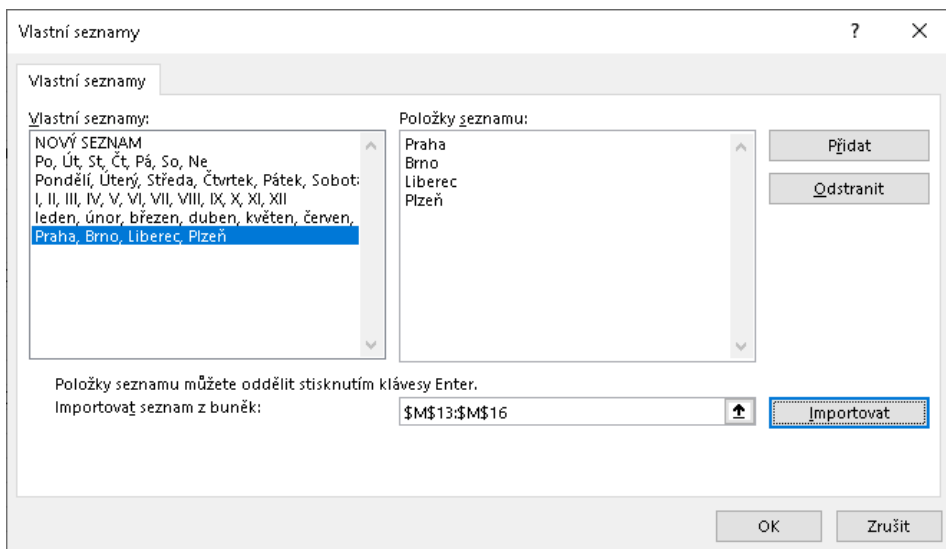 Vlastní seznamy
?
Vlastní seznamy
Vlastní seznamy:
NOVÝ SEZNAM
Po, Út, St, Čt, Pá, So, Ne
Pondělí, Úterý, Středa, Čtvrtek, Pátek, Sobot
I, II, III, IV, V, VI, VII, VIII, IX, X, XI, XII
leden, únor, březen, duben, květen, červen,
Praha, Brno, Liberec, Plzeň
Položky seznamu:
Praha
Brno
Liberec
Plzeň
Přidat
Odstranit
Položky seznamu můžete oddělit stisknutím klávesy Enter.
Importovat seznam z buněk:
$M$13:$M$16
Importovat
OK
Zrušit